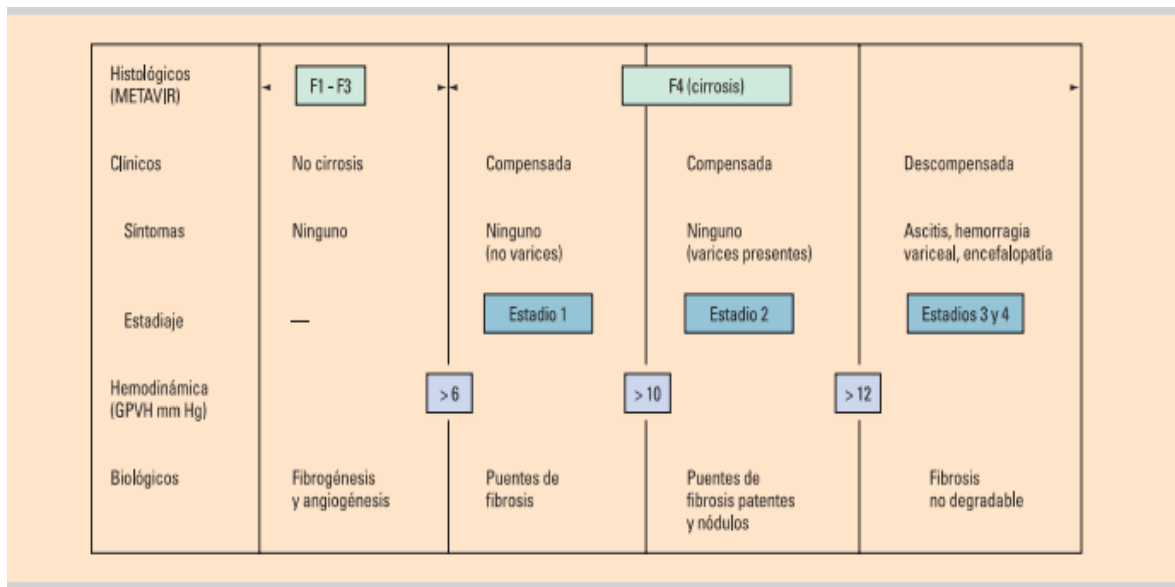 Histológicos
(METAVIR)
F1 - F3
F4 (cirrosis)
Clínicos
No cirrosis
Compensada
Compensada
Descompensada
Síntomas
Ninguno
Ninguno
(no varices)
Ninguno
(varices presentes)
Ascitis, hemorragia
variceal, encefalopatía
Estadiaje
—
Estadio 1
Estadio 2
Estadios 3 y 4
Hemodinámica
(GPVH mm Hg)
> 6
> 10
> 12
Biológicos
Fibrogénesis
y angiogénesis
Puentes de
fibrosis
Puentes de
fibrosis patentes
y nódulos
Fibrosis
no degradable